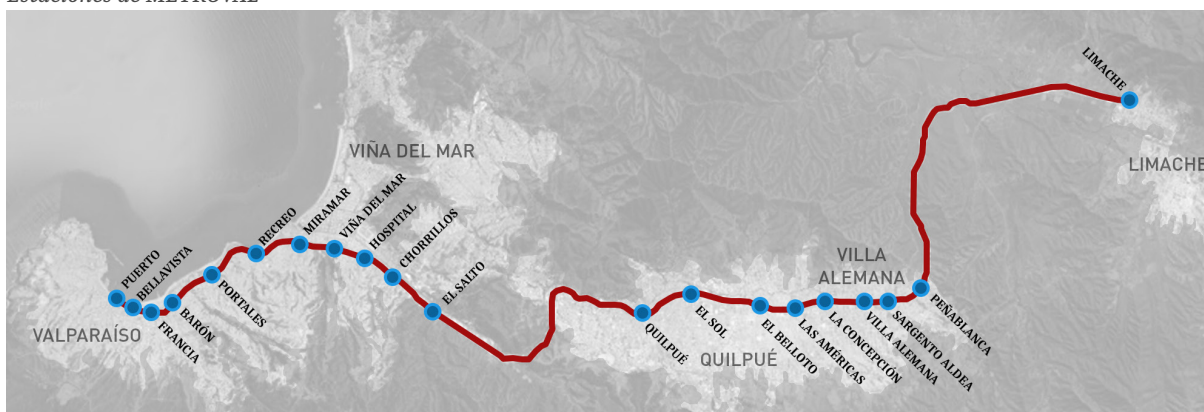 Estaciones de METROVAL
LIMACHE
VIÑA DEL MAR
LIMACHE
PUERTO
BELLAVISTA
FRANCIA
BARÓN
PORTALES
RECREO
MIRAMAR
VIÑA DEL MAR
HOSPITAL
CHORRILLOS
EL SALTO
VALPARAÍSO
VILLA
ALEMANA
QUILPUÉ
EL SOL
QUILPUÉ
EL BELLOTO
LAS AMÉRICAS
LA CONCEPCIÓN
VILLA ALEMANA
SARGENTO ALDEA
PEÑABLANCA